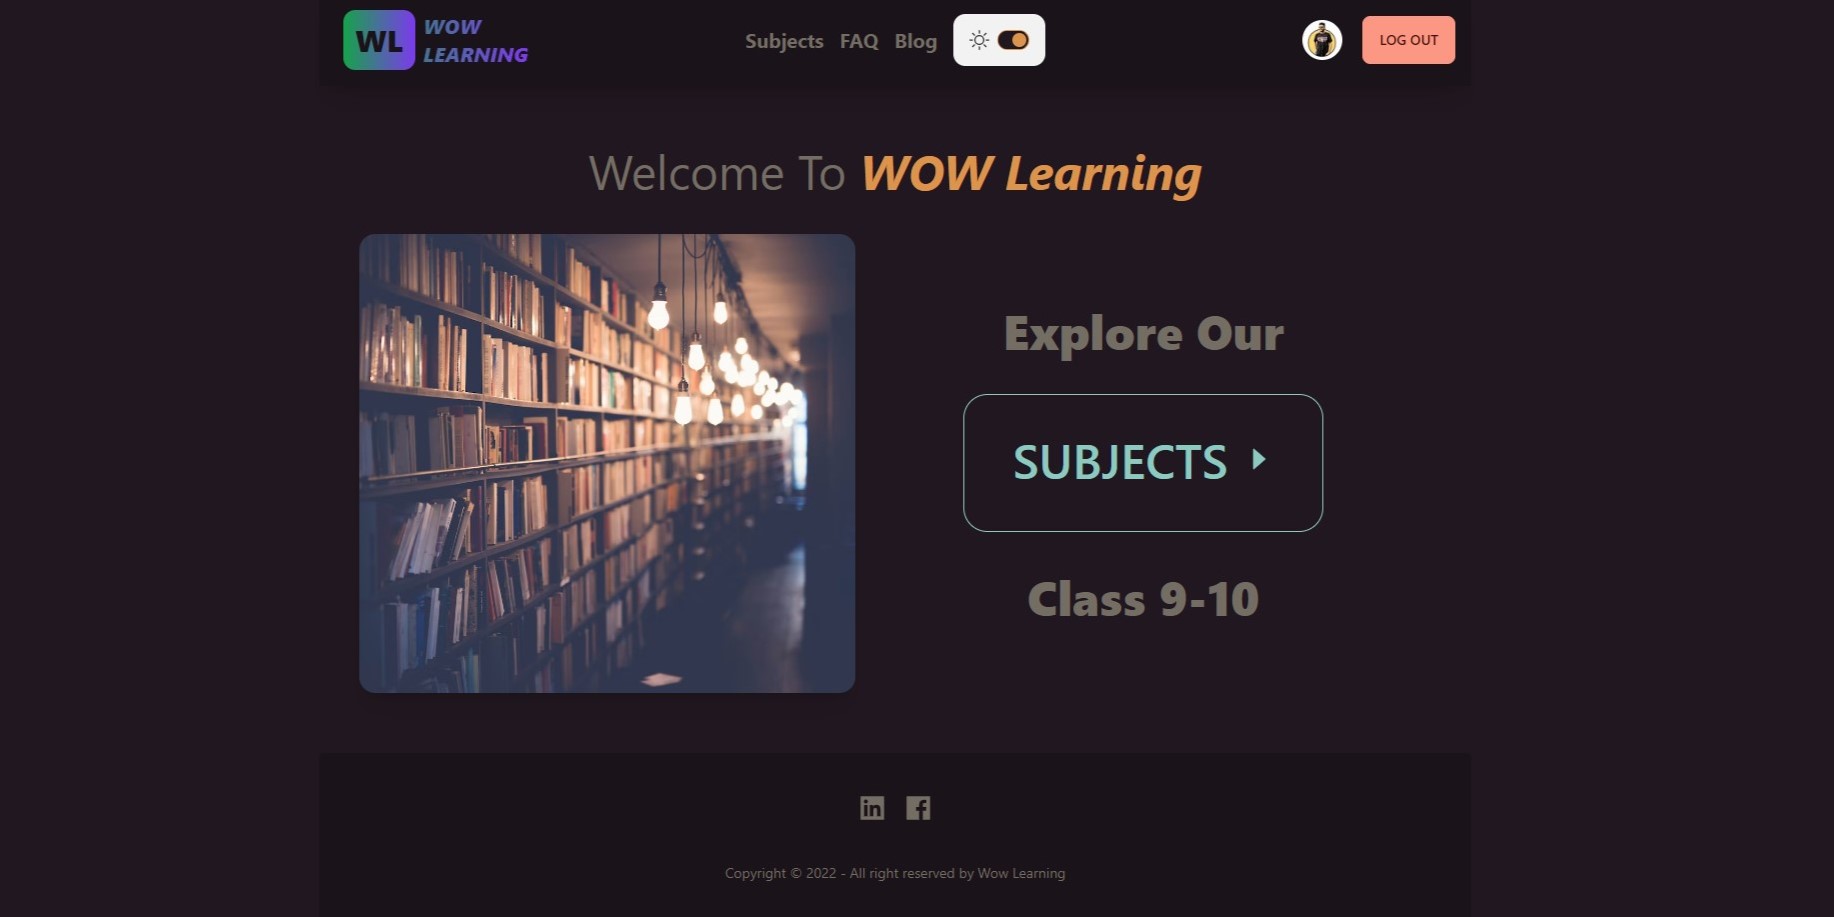 WL
WOW
LEARNING
Subjects FAQ Blog
LOG OUT
Welcome To WOW Learning
Explore Our
SUBJECTS
Class 9-10
Copyright © 2022 - All right reserved by Wow Learning